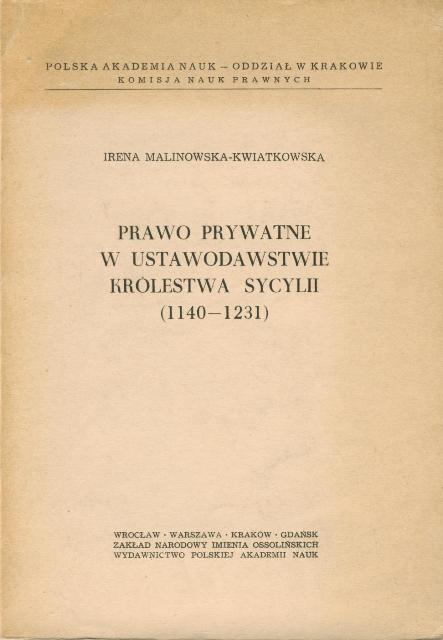 POLSKA AKADEMIA NAUK — ODDZIAŁ W KRAKOWIE
KOMISJA NAUK PRAWNYCH
IRENA MALINOWSKA-KWIATKOWSKA
PRAWO PRYWATNE
W USTAWODAWSTWIE
KRÓLESTWA SYCYLII
(1140—1231)
WROCŁAW · WARSZAWA · KRAKÓW · GDAŃSK
ZAKŁAD NARODOWY IMIENIA OSSOLIŃSKICH
WYDAWNICTWO POLSKIEJ AKADEMII NAUK